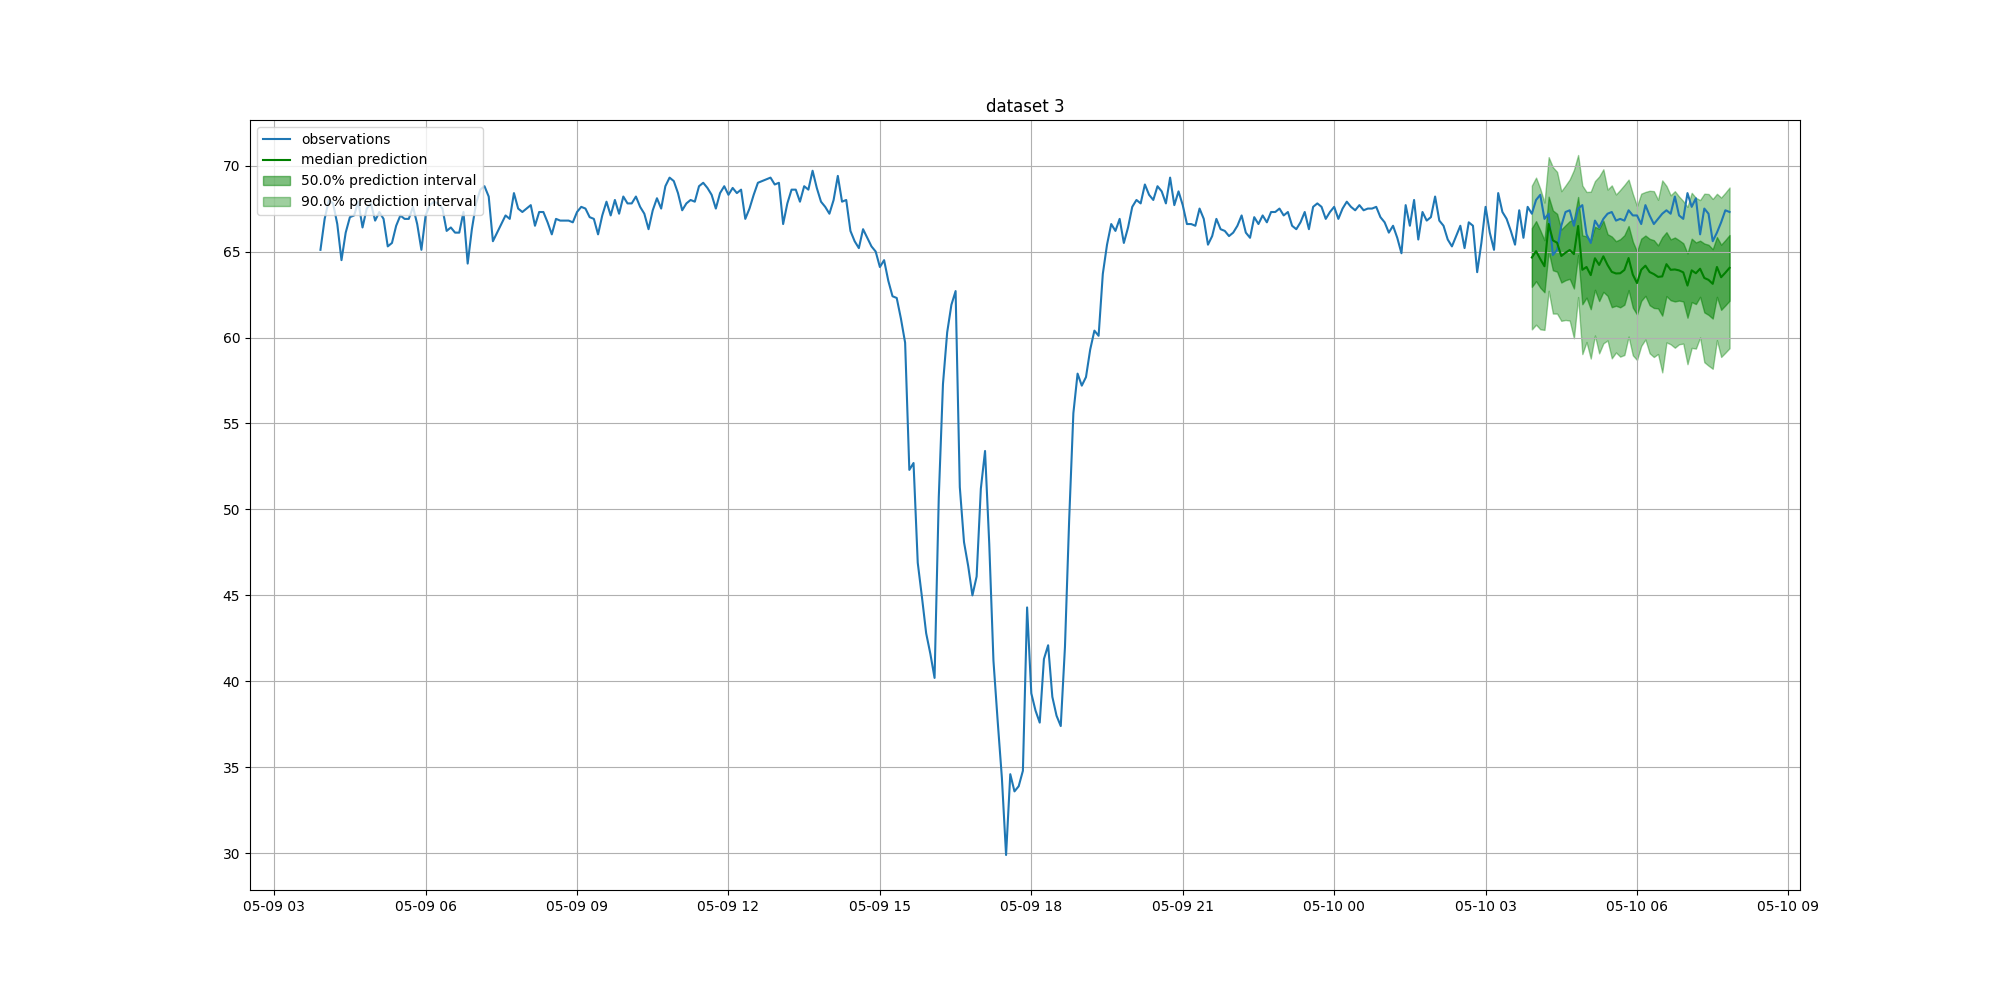 dataset 3
observations
median prediction
50.0% prediction interval
90.0% prediction interval
70
65
60
55
50
45
40
35
30
05-09 03 05-09 06 05-09 09 05-09 12 05-09 15 05-09 18 05-09 21 05-10 00 05-10 03 05-10 06 05-10 09